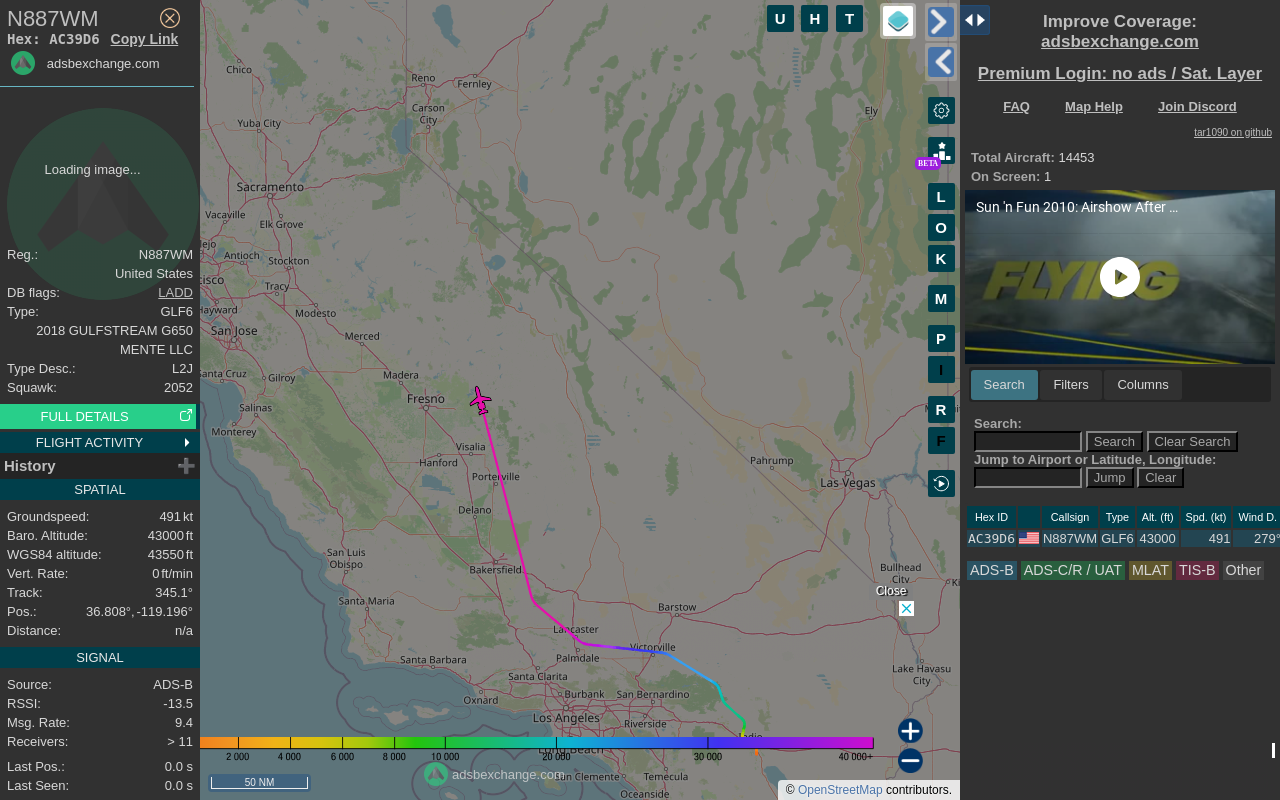 N887WM
Hex: AC39D6 Copy Link
adsbexchange.com
Loading image...
Reg.: N887WM
United States
DB flags: LADD
Type: GLF6
2018 GULFSTREAM G650
MENTE LLC
Type Desc.: L2J
Squawk: 2052
FULL DETAILS
FLIGHT ACTIVITY
History
SPATIAL
Groundspeed: 491 kt
Baro. Altitude: 43000 ft
WGS84 altitude: 43550 ft
Vert. Rate: 0 ft/min
Track: 345.1°
Pos.: 36.808°, -119.196°
Distance: n/a
SIGNAL
Source: ADS-B
RSSI: -13.5
Msg. Rate: 9.4
Receivers: > 11
Last Pos.: 0.0 s
Last Seen: 0.0 s
U H T
Chico
Reno
Fernley
Carson City
Yuba City
Ely
Sacramento
Vacaville
Elk Grove
Antioch
Stockton
Tracy
Hayward
Modesto
San Jose
Merced
Santa Cruz
Gilroy
Madera
Salinas
Fresno
Monterey
Visalia
Hanford
Porterville
Delano
Pahrump
Las Vegas
San Luis Obispo
Bakersfield
Bullhead City
Santa Maria
Barstow
Lancaster
Victorville
Palmdale
Santa Barbara
Lake Havasu City
Santa Clarita
Oxnard
Burbank
San Bernardino
Los Angeles
Riverside
Indio
Long Beach
San Clemente
Temecula
Oceanside
BETA
L
O
K
M
P
I
R
F
Close
2 000 4 000 6 000 8 000 10 000 20 000 30 000 40 000+
adsbexchange.com
50 NM
© OpenStreetMap contributors.
Improve Coverage:
adsbexchange.com
Premium Login: no ads / Sat. Layer
FAQ Map Help Join Discord
tar1090 on github
Total Aircraft: 14453
On Screen: 1
Sun 'n Fun 2010: Airshow After ...
FLYING
Search Filters Columns
Search:
Search Clear Search
Jump to Airport or Latitude, Longitude:
Jump Clear
Hex ID Callsign Type Alt. (ft) Spd. (kt) Wind D.
AC39D6 N887WM GLF6 43000 491 279°
ADS-B ADS-C/R / UAT MLAT TIS-B Other